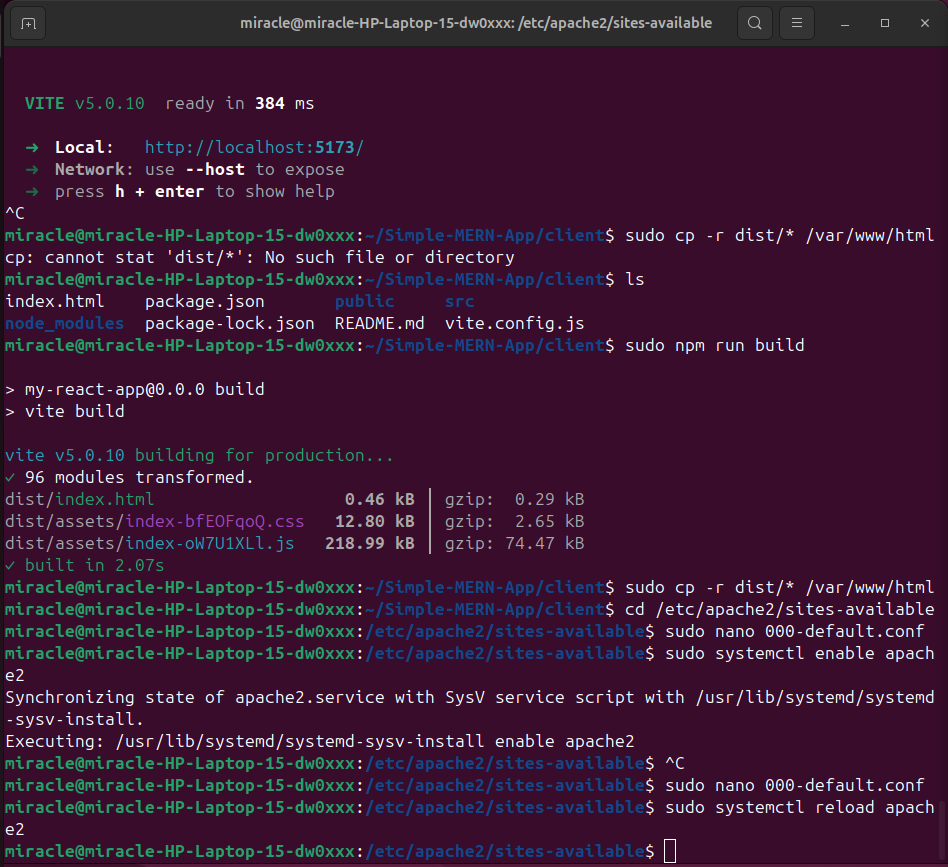 miracle@miracle-HP-Laptop-15-dw0xxx: /etc/apache2/sites-available
VITE v5.0.10  ready in 384 ms
➜  Local:   http://localhost:5173/
➜  Network: use --host to expose
➜  press h + enter to show help
^C
miracle@miracle-HP-Laptop-15-dw0xxx:~/Simple-MERN-App/client$ sudo cp -r dist/* /var/www/html
cp: cannot stat 'dist/*': No such file or directory
miracle@miracle-HP-Laptop-15-dw0xxx:~/Simple-MERN-App/client$ ls
index.html    package.json       public     src
node_modules  package-lock.json  README.md  vite.config.js
miracle@miracle-HP-Laptop-15-dw0xxx:~/Simple-MERN-App/client$ sudo npm run build
> my-react-app@0.0.0 build
> vite build
vite v5.0.10 building for production...
✓ 96 modules transformed.
dist/index.html                   0.46 kB │ gzip:  0.29 kB
dist/assets/index-bfEOFqoQ.css   12.80 kB │ gzip:  2.65 kB
dist/assets/index-oW7U1XLl.js   218.99 kB │ gzip: 74.47 kB
✓ built in 2.07s
miracle@miracle-HP-Laptop-15-dw0xxx:~/Simple-MERN-App/client$ sudo cp -r dist/* /var/www/html
miracle@miracle-HP-Laptop-15-dw0xxx:~/Simple-MERN-App/client$ cd /etc/apache2/sites-available
miracle@miracle-HP-Laptop-15-dw0xxx:/etc/apache2/sites-available$ sudo nano 000-default.conf
miracle@miracle-HP-Laptop-15-dw0xxx:/etc/apache2/sites-available$ sudo systemctl enable apach
e2
Synchronizing state of apache2.service with SysV service script with /usr/lib/systemd/systemd
-sysv-install.
Executing: /usr/lib/systemd/systemd-sysv-install enable apache2
miracle@miracle-HP-Laptop-15-dw0xxx:/etc/apache2/sites-available$ ^C
miracle@miracle-HP-Laptop-15-dw0xxx:/etc/apache2/sites-available$ sudo nano 000-default.conf
miracle@miracle-HP-Laptop-15-dw0xxx:/etc/apache2/sites-available$ sudo systemctl reload apach
e2
miracle@miracle-HP-Laptop-15-dw0xxx:/etc/apache2/sites-available$